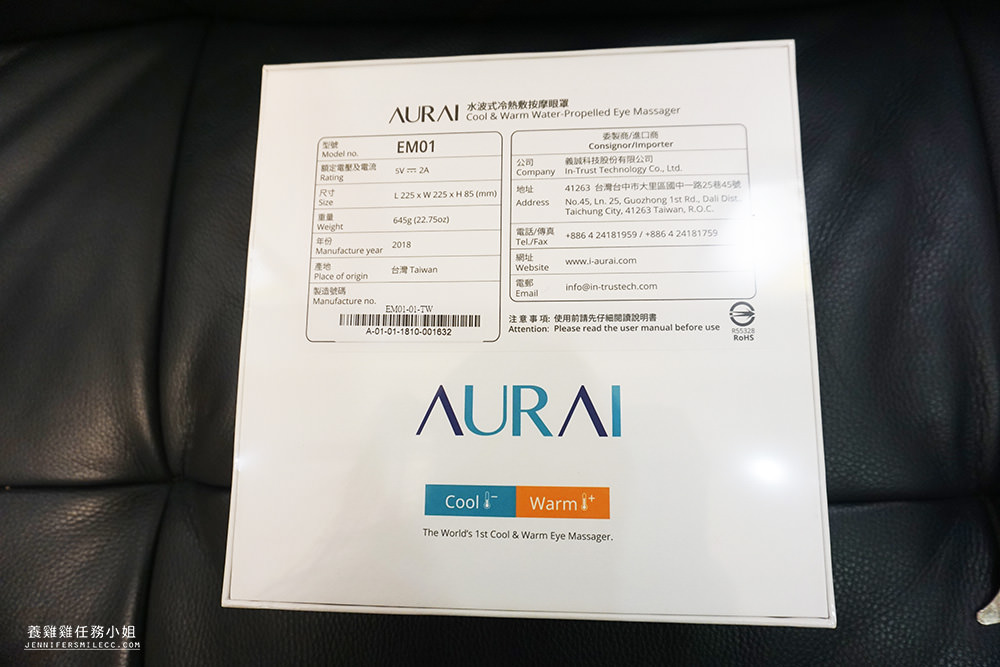 AURAI 水波式冷熱敷按摩眼罩
Cool & Warm Water-Propelled Eye Massager
型號
Model no. EM01
額定電壓及電流
Rating 5V ⎓ 2A
尺寸
Size L 225 x W 225 x H 85 (mm)
重量
Weight 645g (22.75oz)
年份
Manufacture year 2018
產地
Place of origin 台灣 Taiwan
製造號碼
Manufacture no.
EM01-01-TW
A-01-01-1810-001632
委製商/進口商
Consignor/Importer
公司 義誠科技股份有限公司
Company In-Trust Technology Co., Ltd.
地址 41263 台灣台中市大里區國中一路25巷45號
Address No.45, Ln. 25, Guozhong 1st Rd., Dali Dist.
Taichung City, 41263 Taiwan, R.O.C.
電話/傳真
Tel./Fax +886 4 24181959 / +886 4 24181759
網址
Website www.i-aurai.com
電郵
Email info@in-trustech.com
注意事項: 使用前請先仔細閱讀說明書
Attention: Please read the user manual before use
R55328
RoHS
AURAI
Cool − Warm +
The World's 1st Cool & Warm Eye Massager.
養雞雞任務小姐
JENNIFERSMILECC.COM